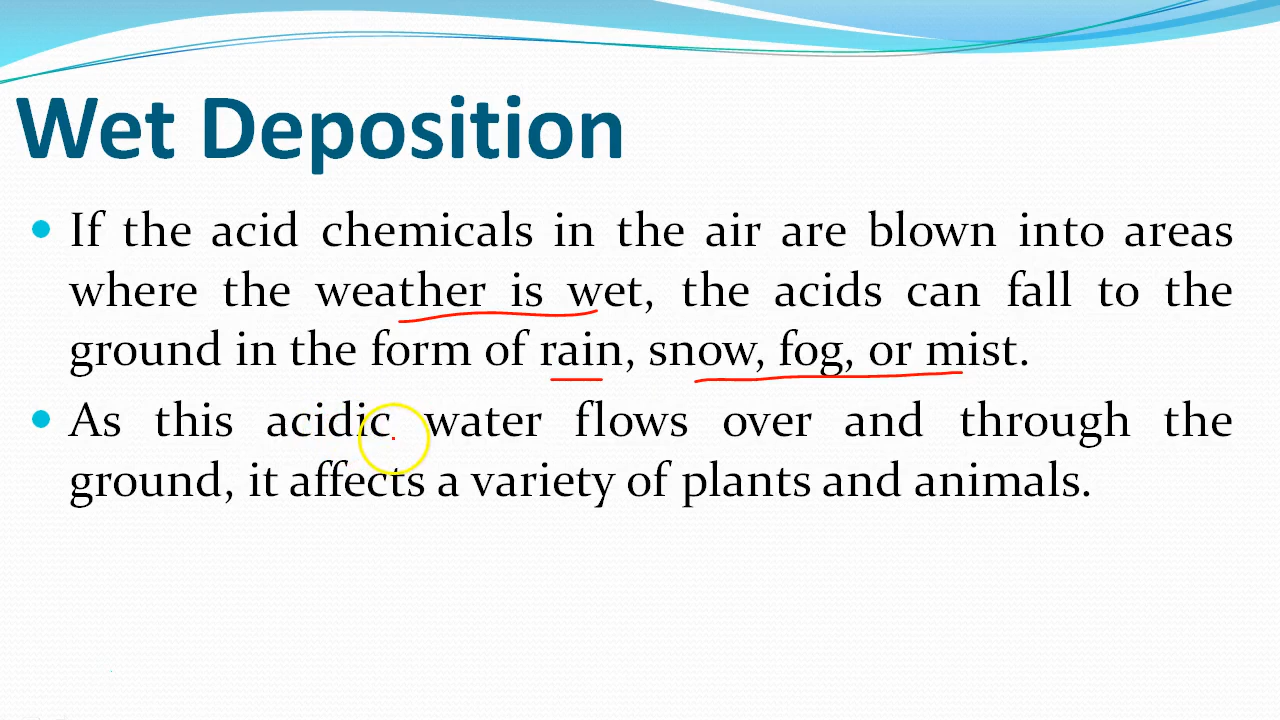 Wet Deposition
• If the acid chemicals in the air are blown into areas
where the weather is wet, the acids can fall to the
ground in the form of rain, snow, fog, or mist.
• As this acidic water flows over and through the
ground, it affects a variety of plants and animals.